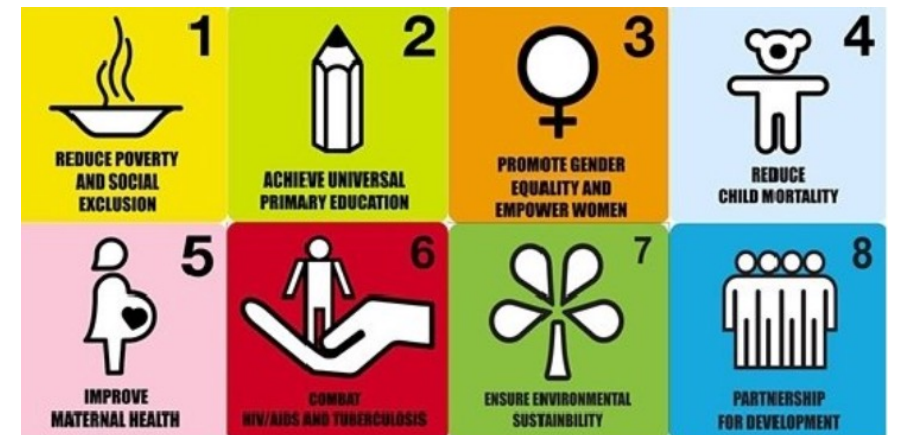 1
REDUCE POVERTY
AND SOCIAL
EXCLUSION
2
ACHIEVE UNIVERSAL
PRIMARY EDUCATION
3
PROMOTE GENDER
EQUALITY AND
EMPOWER WOMEN
4
REDUCE
CHILD MORTALITY
5
IMPROVE
MATERNAL HEALTH
6
COMBAT
HIV/AIDS AND TUBERCULOSIS
7
ENSURE ENVIRONMENTAL
SUSTAINBILITY
8
PARTNERSHIP
FOR DEVELOPMENT